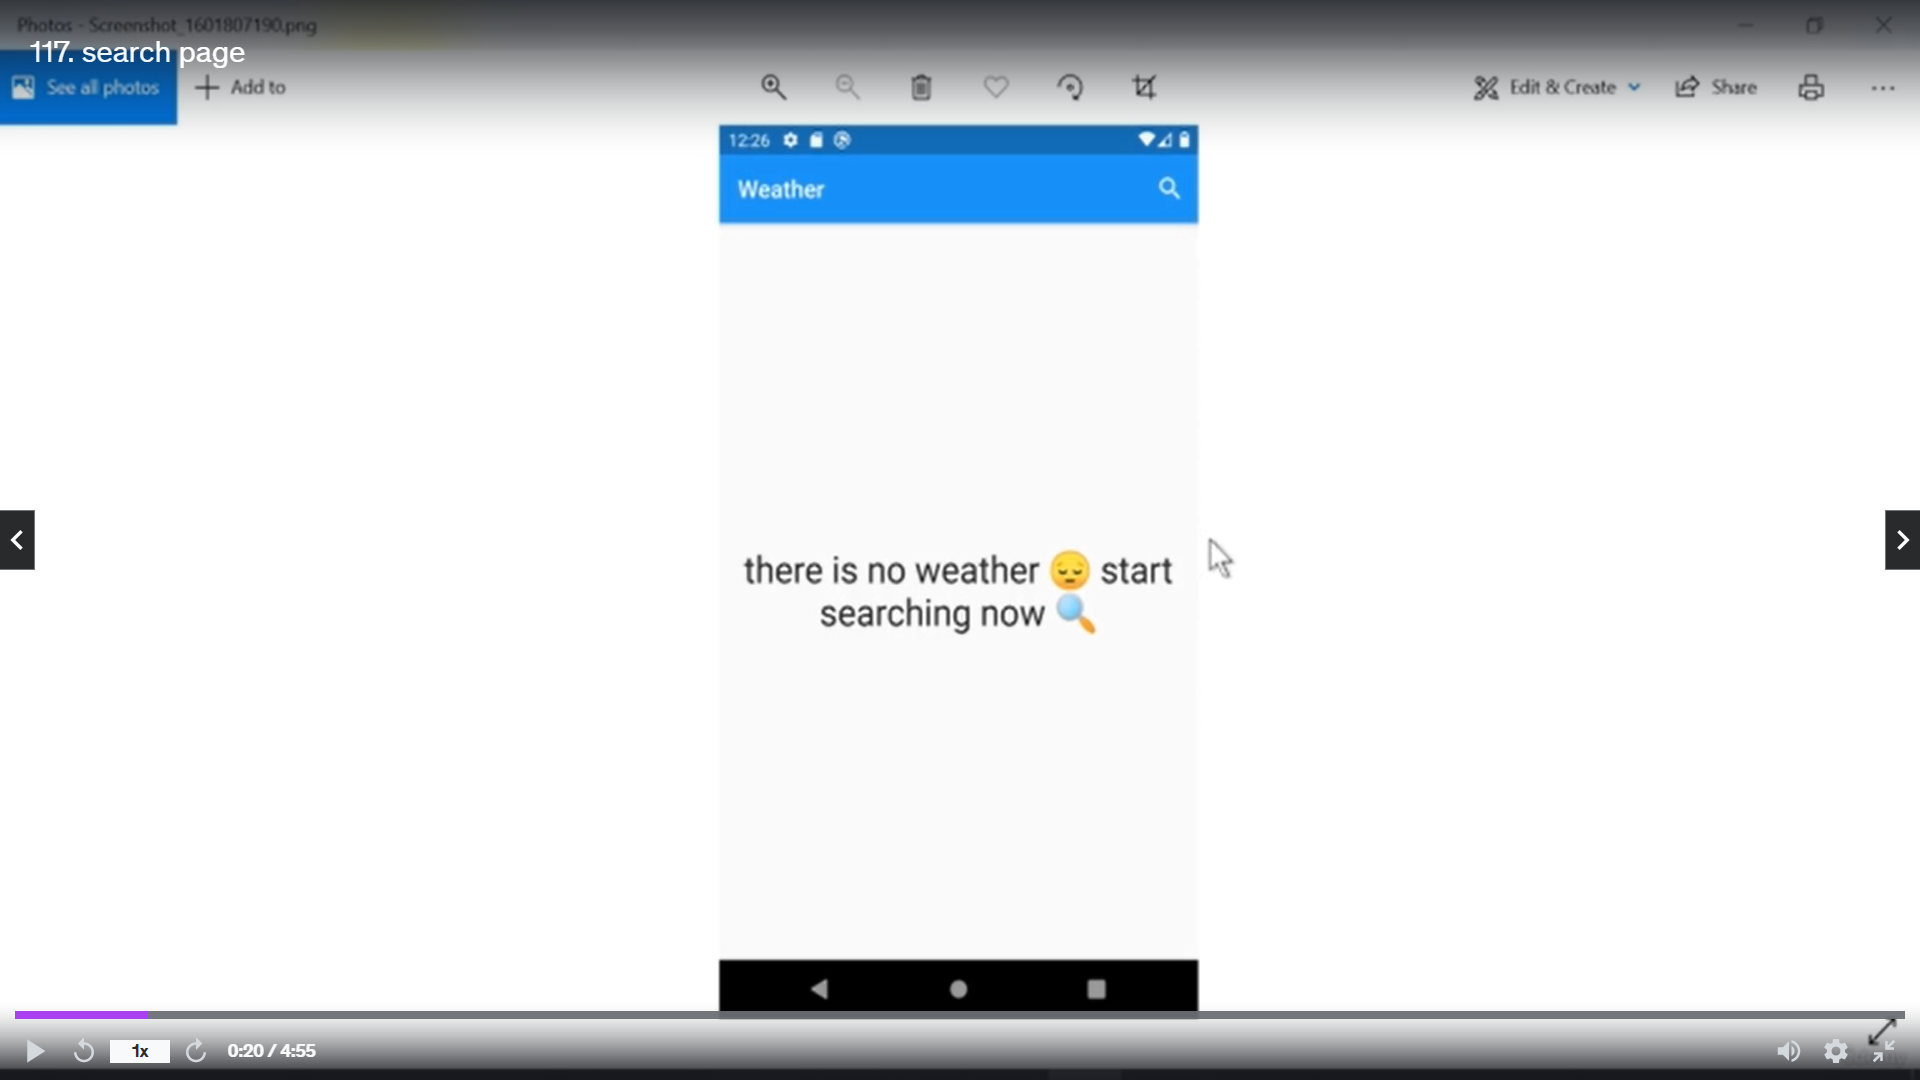 Photos - Screenshot_1601807190.png
117. search page
See all photos
Add to
Edit & Create
Share
12:26
Weather
there is no weather 😔 start
searching now 🔍
1x
0:20 / 4:55